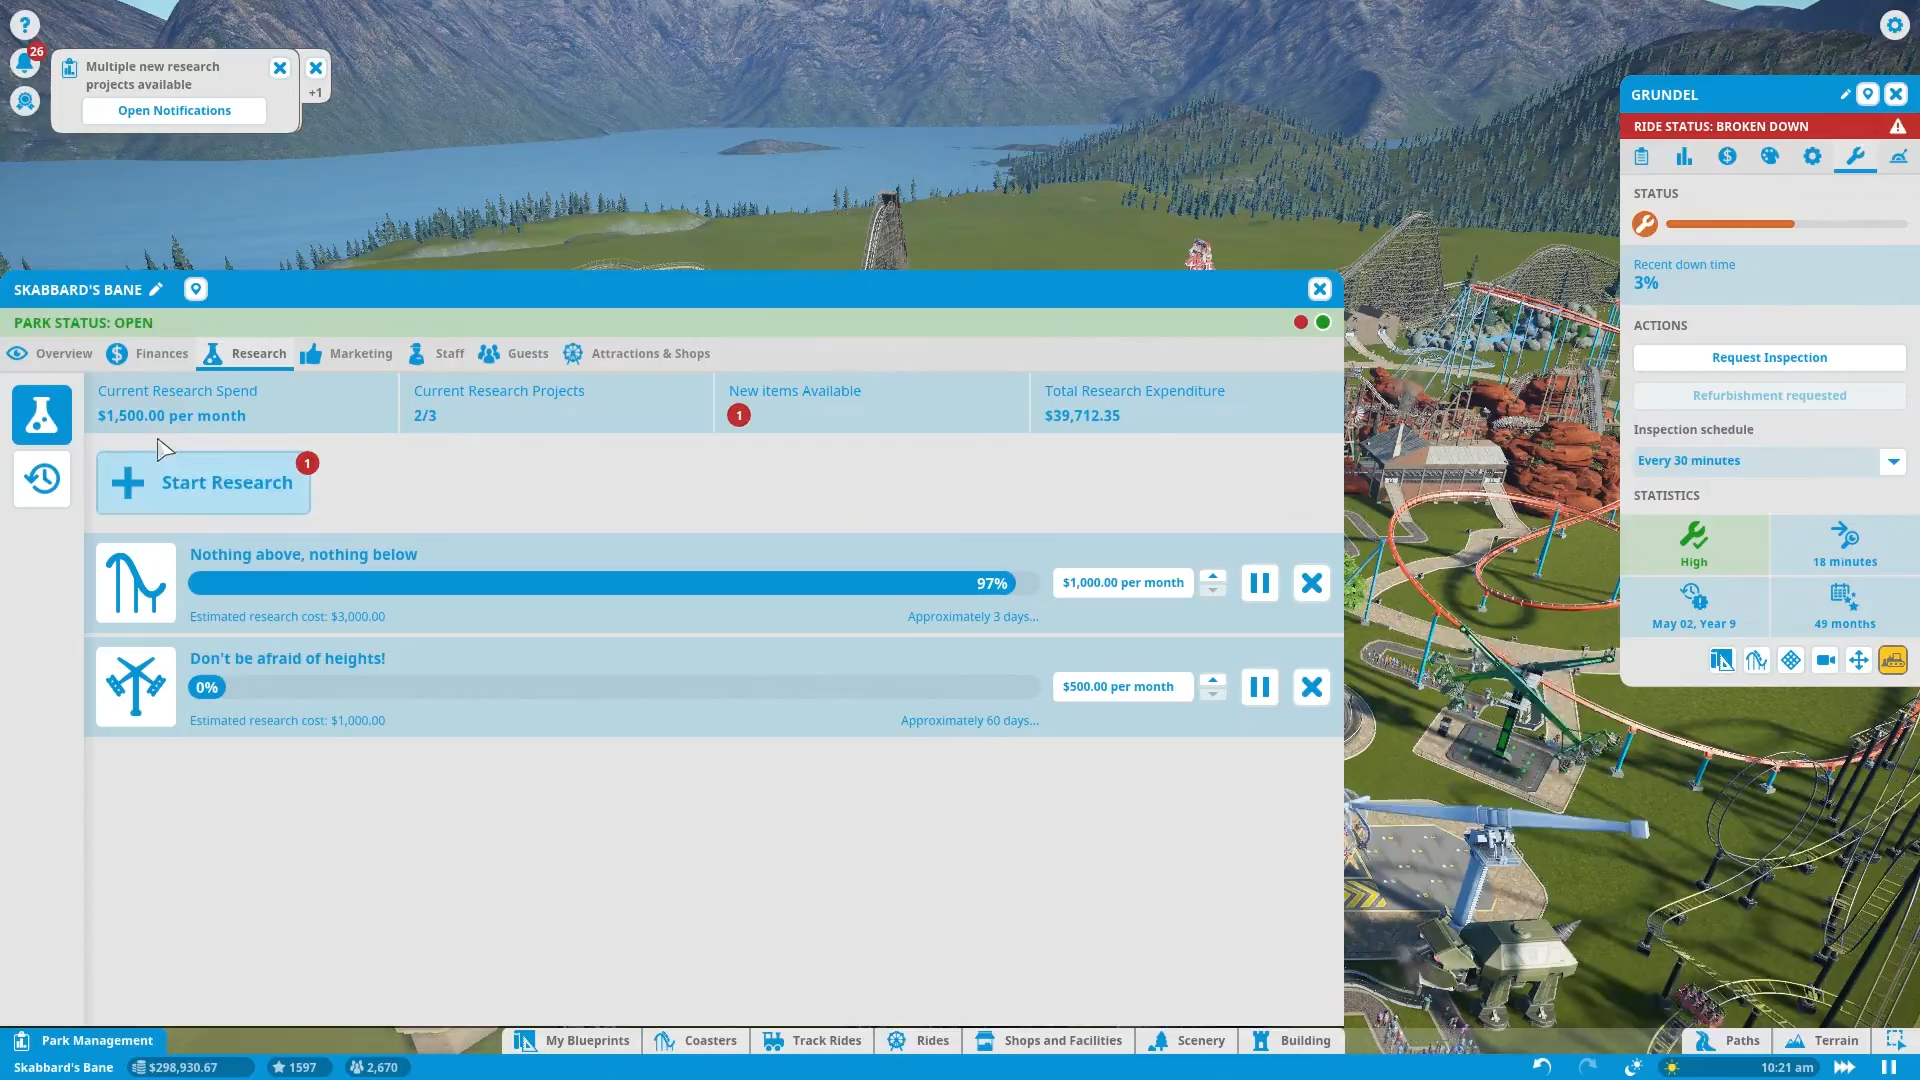 ?
26
Multiple new research
projects available
Open Notifications
+1
GRUNDEL
RIDE STATUS: BROKEN DOWN
STATUS
Recent down time
3%
ACTIONS
Request Inspection
Refurbishment requested
Inspection schedule
Every 30 minutes
STATISTICS
High
18 minutes
May 02, Year 9
49 months
SKABBARD'S BANE
PARK STATUS: OPEN
Overview
Finances
Research
Marketing
Staff
Guests
Attractions & Shops
Current Research Spend
$1,500.00 per month
Current Research Projects
2/3
New items Available
1
Total Research Expenditure
$39,712.35
Start Research
1
Nothing above, nothing below
97%
$1,000.00 per month
Estimated research cost: $3,000.00
Approximately 3 days...
Don't be afraid of heights!
0%
$500.00 per month
Estimated research cost: $1,000.00
Approximately 60 days...
Park Management
My Blueprints
Coasters
Track Rides
Rides
Shops and Facilities
Scenery
Building
Paths
Terrain
Skabbard's Bane
$298,930.67
1597
2,670
10:21 am